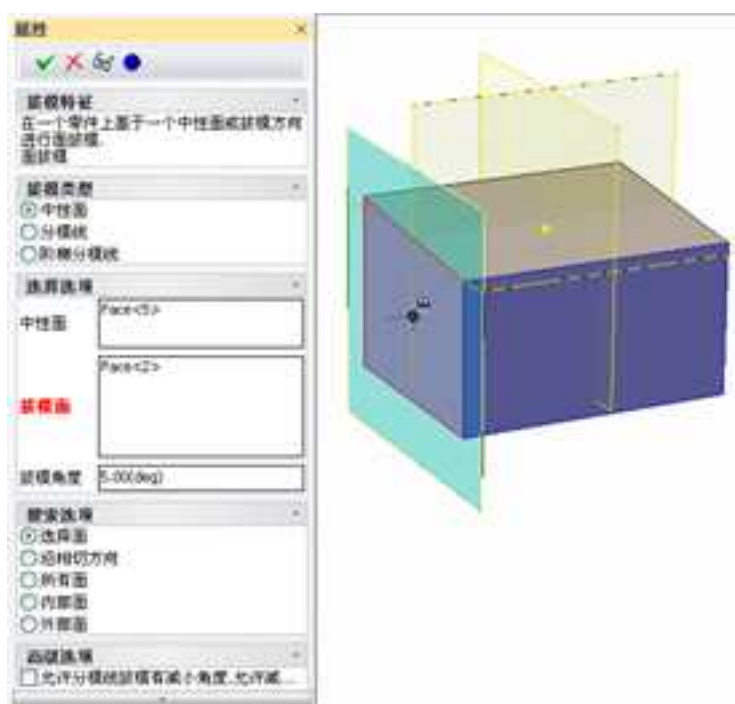 属性
拔模特征
在一个零件上基于一个中性面或拔模方向
进行面拔模.
面拔模
拔模类型
中性面
分模线
阶梯分模线
选择选项
中性面
Face<5>
拔模面
Face<2>
拔模角度
5.00(deg)
搜索选项
选择面
沿相切方向
所有面
内部面
外部面
高级选项
允许分模线拔模有减小角度,允许减...